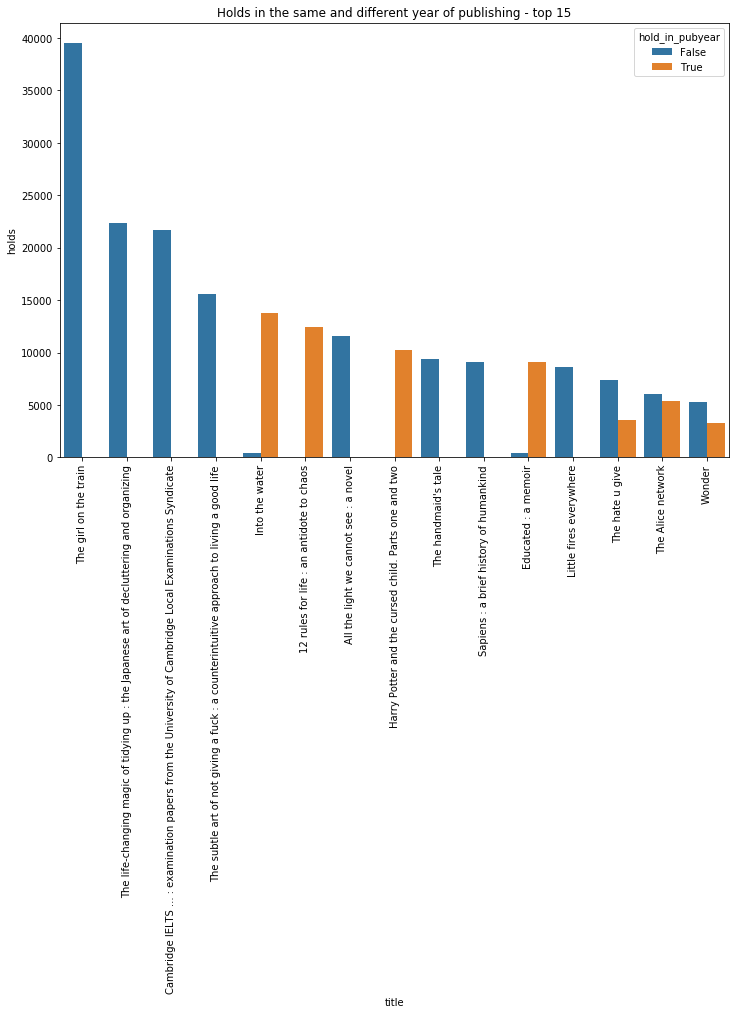 Holds in the same and different year of publishing - top 15
hold_in_pubyear
False
True
holds
40000
35000
30000
25000
20000
15000
10000
5000
0
The girl on the train
The life-changing magic of tidying up : the Japanese art of decluttering and organizing
Cambridge IELTS ... : examination papers from the University of Cambridge Local Examinations Syndicate
The subtle art of not giving a fuck : a counterintuitive approach to living a good life
Into the water
12 rules for life : an antidote to chaos
All the light we cannot see : a novel
Harry Potter and the cursed child. Parts one and two
The handmaid's tale
Sapiens : a brief history of humankind
Educated : a memoir
Little fires everywhere
The hate u give
The Alice network
Wonder
title